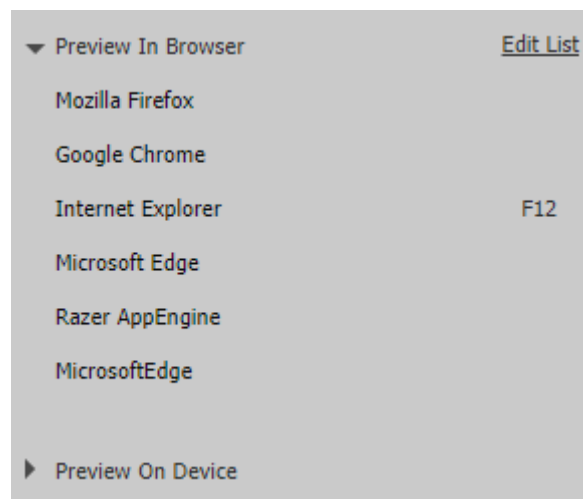 Preview In Browser Edit List
Mozilla Firefox
Google Chrome
Internet Explorer F12
Microsoft Edge
Razer AppEngine
MicrosoftEdge
Preview On Device